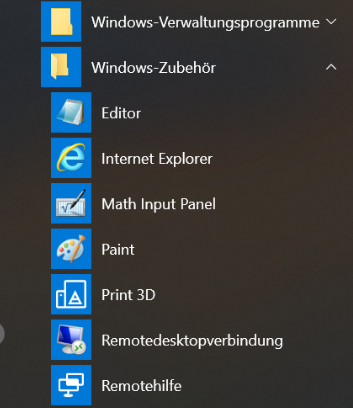 Windows-Verwaltungsprogramme
Windows-Zubehör
Editor
Internet Explorer
Math Input Panel
Paint
Print 3D
Remotedesktopverbindung
Remotehilfe